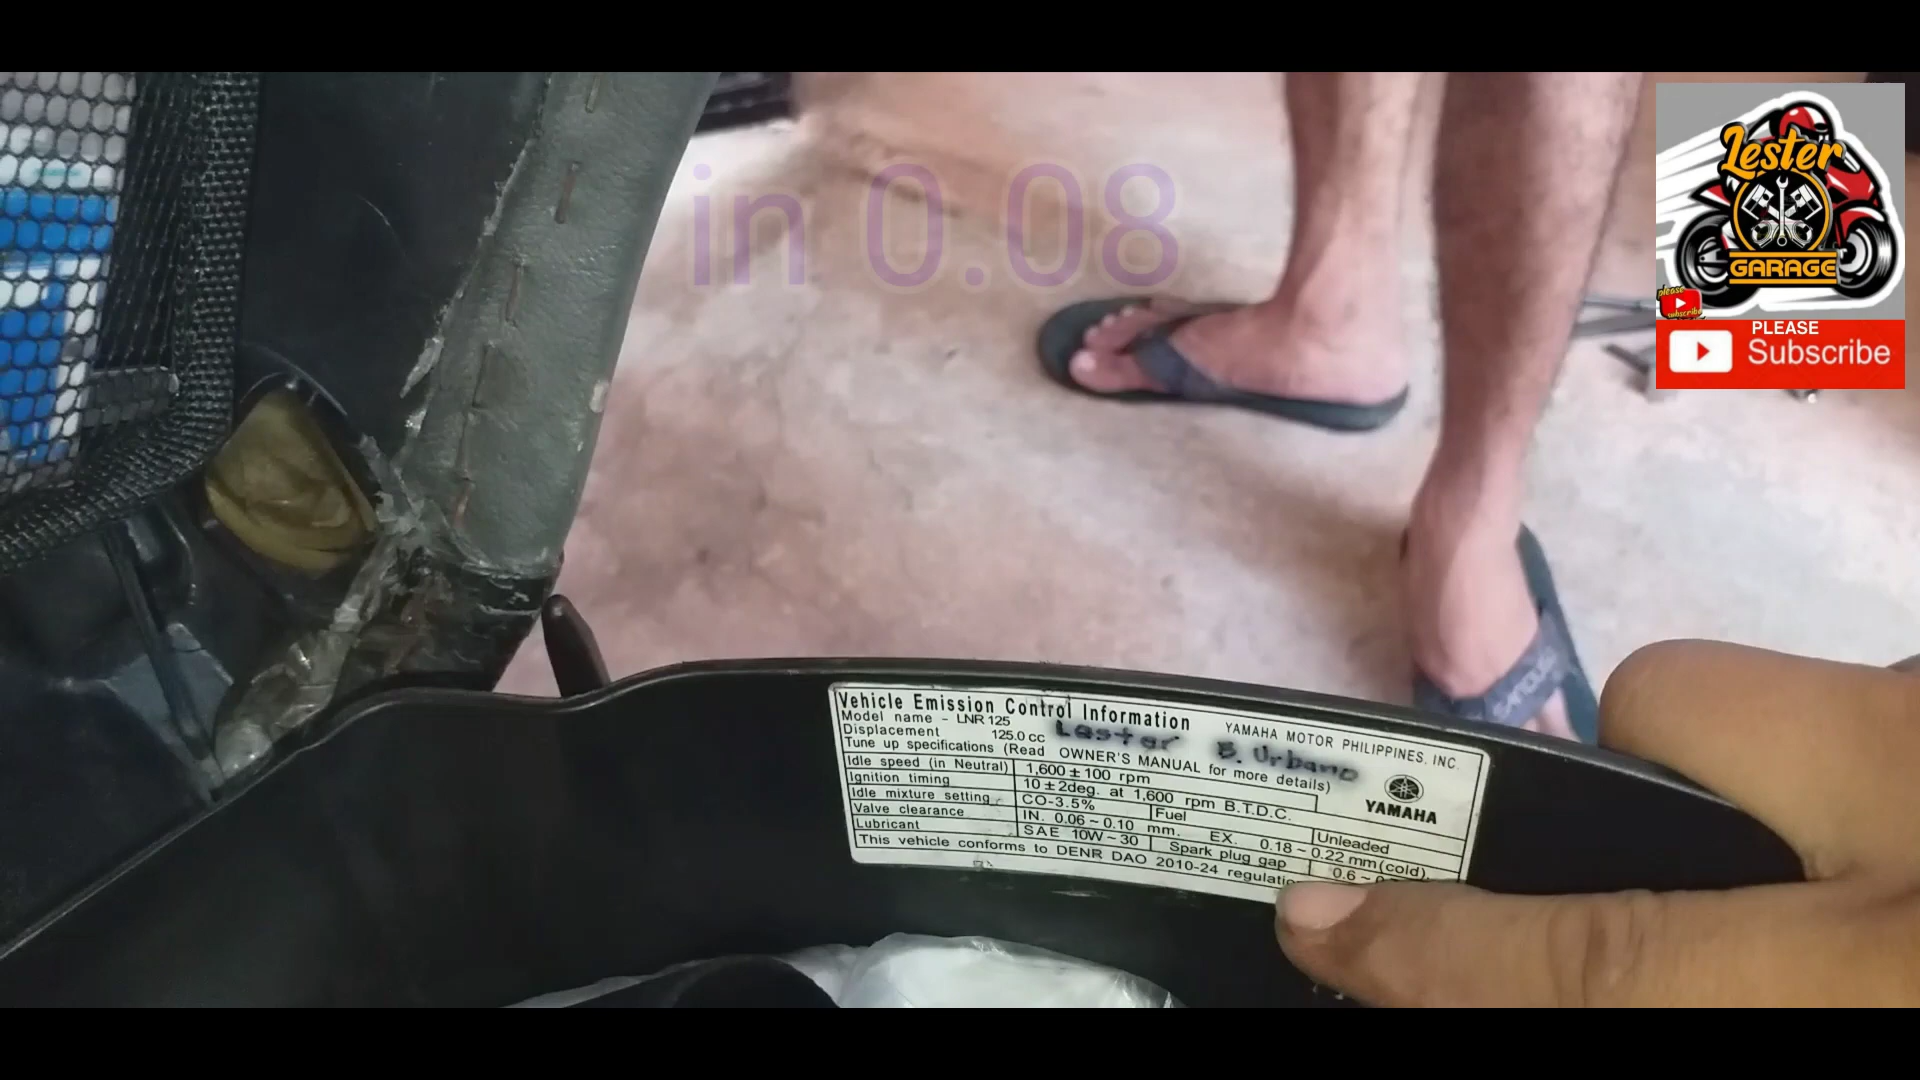 in 0.08
Lester
GARAGE
please
subscribe
PLEASE
Subscribe
Vehicle Emission Control Information
YAMAHA MOTOR PHILIPPINES, INC.
Model name - LNR 125
Displacement 125.0 cc
Lester B. Urbano
Tune up specifications (Read OWNER'S MANUAL for more details)
Idle speed (in Neutral) 1,600 ± 100 rpm
Ignition timing 10 ± 2deg. at 1,600 rpm B.T.D.C.
YAMAHA
Idle mixture setting CO-3.5% Fuel Unleaded
Valve clearance IN. 0.06 ~ 0.10 mm. EX. 0.18 ~ 0.22 mm (cold).
Lubricant SAE 10W ~ 30 Spark plug gap 0.6 ~
This vehicle conforms to DENR DAO 2010-24